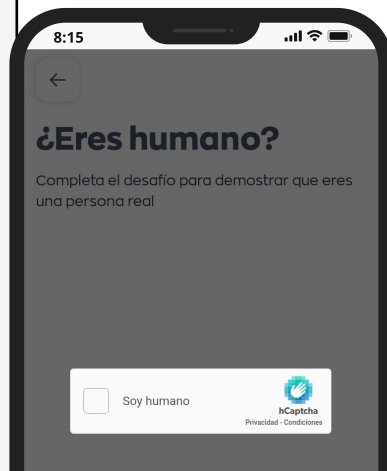 8:15
¿Eres humano?
Completa el desafío para demostrar que eres
una persona real
Soy humano
hCaptcha
Privacidad - Condiciones